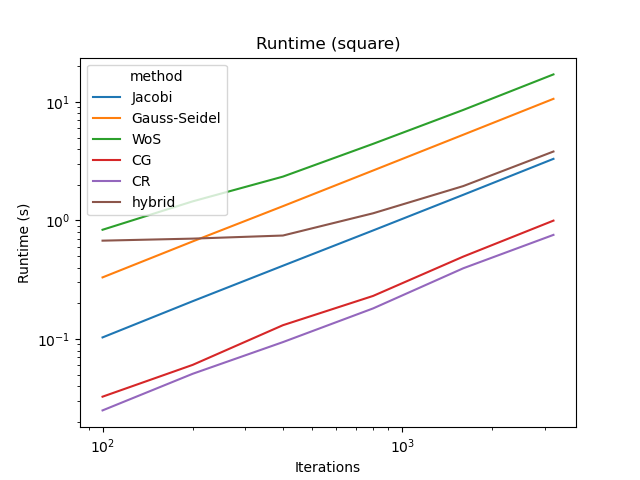 Runtime (square)
method
Jacobi
Gauss-Seidel
WoS
CG
CR
hybrid
10¹
10⁰
10⁻¹
Runtime (s)
10²
10³
Iterations